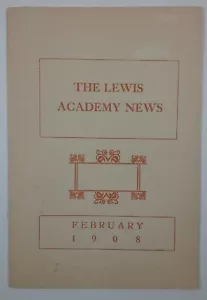 THE LEWIS
ACADEMY NEWS
FEBRUARY
1908